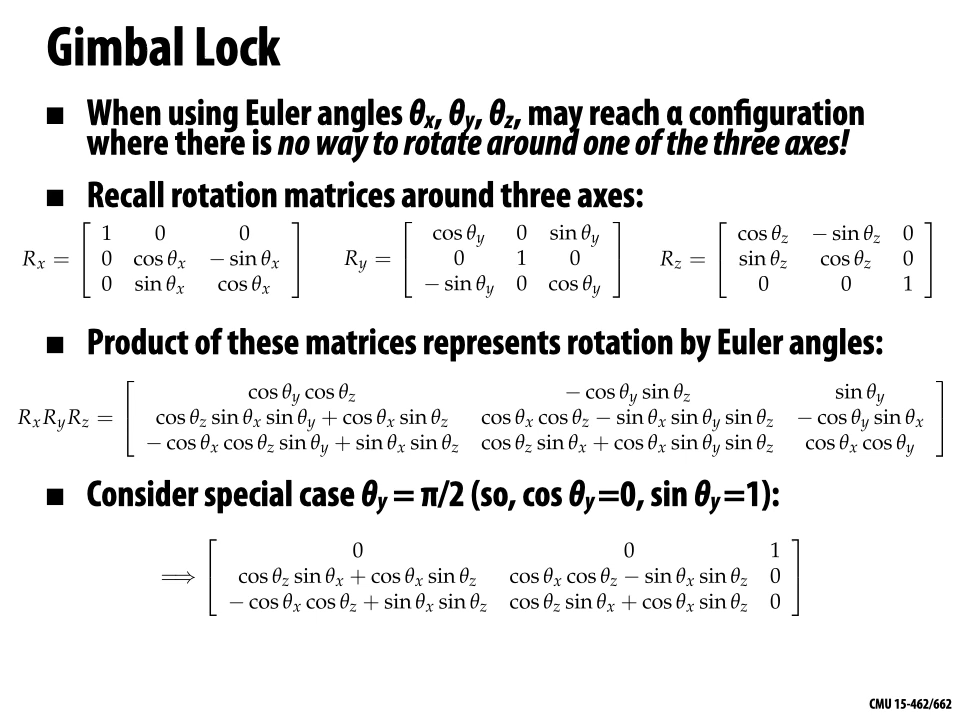 Gimbal Lock
■ When using Euler angles θx, θy, θz, may reach α configuration
where there is no way to rotate around one of the three axes!
■ Recall rotation matrices around three axes:
Rx = [ 1 0 0 ; 0 cos θx − sin θx ; 0 sin θx cos θx ] Ry = [ cos θy 0 sin θy ; 0 1 0 ; − sin θy 0 cos θy ] Rz = [ cos θz − sin θz 0 ; sin θz cos θz 0 ; 0 0 1 ]
■ Product of these matrices represents rotation by Euler angles:
RxRyRz = [ cos θy cos θz − cos θy sin θz sin θy ; cos θz sin θx sin θy + cos θx sin θz cos θx cos θz − sin θx sin θy sin θz − cos θy sin θx ; − cos θx cos θz sin θy + sin θx sin θz cos θz sin θx + cos θx sin θy sin θz cos θx cos θy ]
■ Consider special case θy = π/2 (so, cos θy =0, sin θy =1):
⟹ [ 0 0 1 ; cos θz sin θx + cos θx sin θz cos θx cos θz − sin θx sin θz 0 ; − cos θx cos θz + sin θx sin θz cos θz sin θx + cos θx sin θz 0 ]
CMU 15-462/662